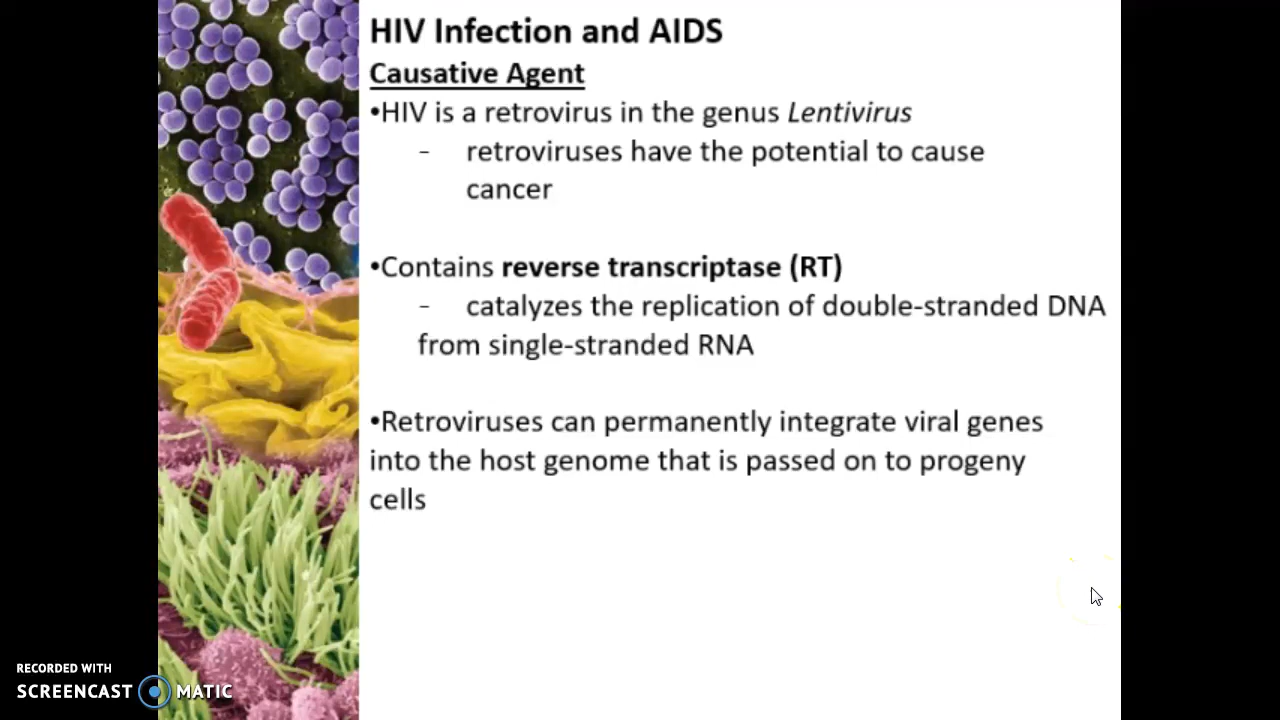 HIV Infection and AIDS
Causative Agent
•HIV is a retrovirus in the genus Lentivirus
- retroviruses have the potential to cause
cancer
•Contains reverse transcriptase (RT)
- catalyzes the replication of double-stranded DNA
from single-stranded RNA
•Retroviruses can permanently integrate viral genes
into the host genome that is passed on to progeny
cells
RECORDED WITH
SCREENCAST MATIC